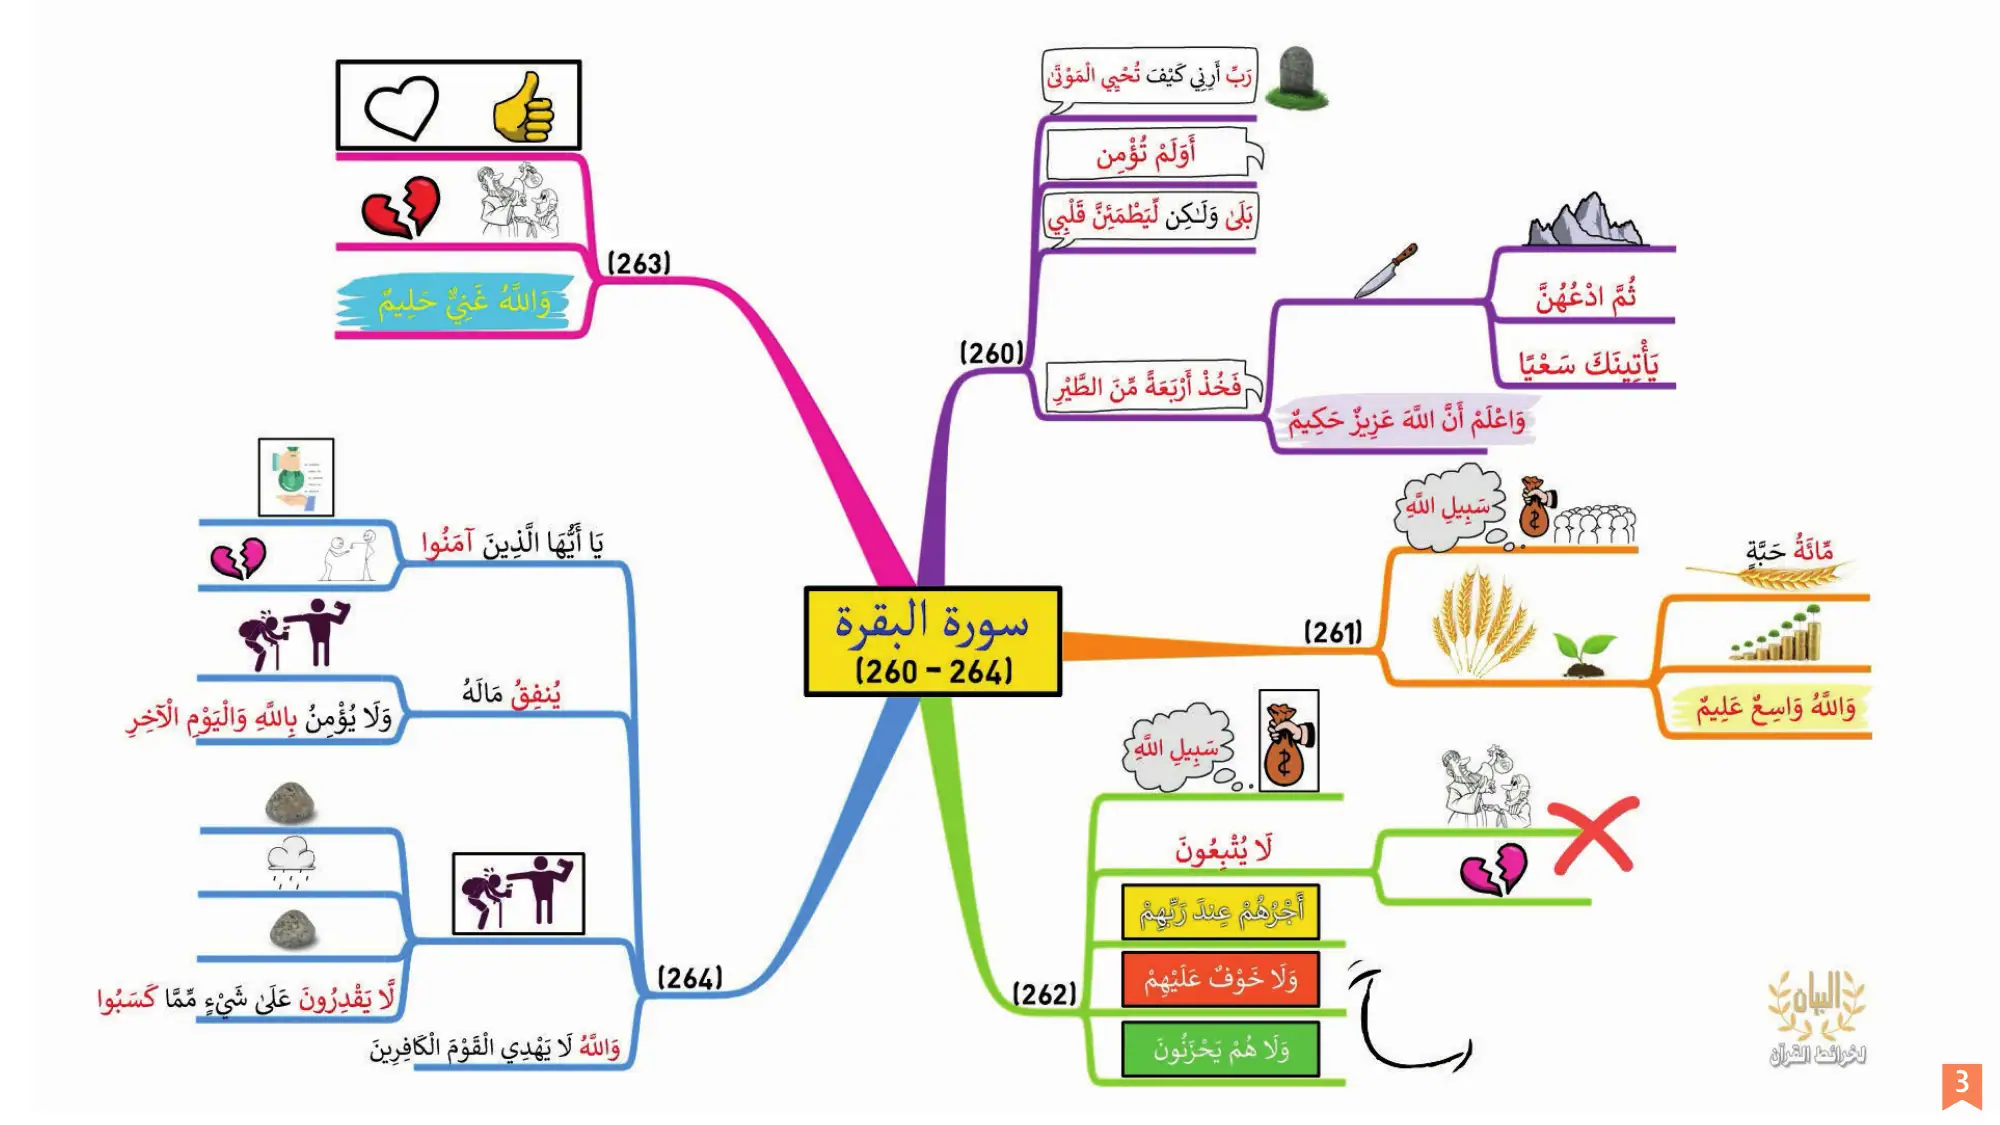 سورة البقرة
(260 - 264)
(260)
رَبِّ أَرِنِي كَيْفَ تُحْيِي الْمَوْتَىٰ
أَوَلَمْ تُؤْمِن
بَلَىٰ وَلَـٰكِن لِّيَطْمَئِنَّ قَلْبِي
فَخُذْ أَرْبَعَةً مِّنَ الطَّيْرِ
ثُمَّ ادْعُهُنَّ
يَأْتِينَكَ سَعْيًا
وَاعْلَمْ أَنَّ اللَّهَ عَزِيزٌ حَكِيمٌ
(261)
سَبِيلِ اللَّهِ
مِّائَةُ حَبَّةٍ
وَاللَّهُ وَاسِعٌ عَلِيمٌ
(262)
سَبِيلِ اللَّهِ
لَا يُتْبِعُونَ
أَجْرُهُمْ عِندَ رَبِّهِمْ
وَلَا خَوْفٌ عَلَيْهِمْ
وَلَا هُمْ يَحْزَنُونَ
(263)
وَاللَّهُ غَنِيٌّ حَلِيمٌ
(264)
يَا أَيُّهَا الَّذِينَ آمَنُوا
يُنفِقُ مَالَهُ
وَلَا يُؤْمِنُ بِاللَّهِ وَالْيَوْمِ الْآخِرِ
لَّا يَقْدِرُونَ عَلَىٰ شَيْءٍ مِّمَّا كَسَبُوا
وَاللَّهُ لَا يَهْدِي الْقَوْمَ الْكَافِرِينَ
البيان
لخرائط القرآن
3